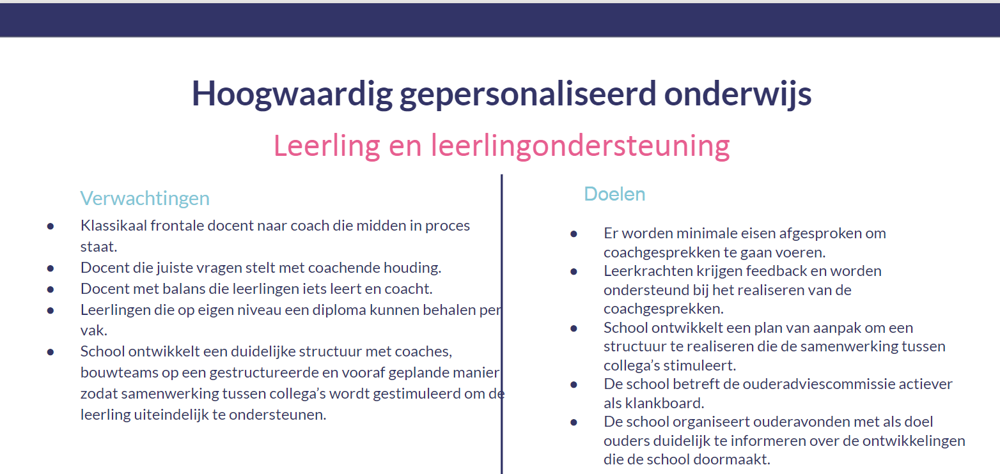 Hoogwaardig gepersonaliseerd onderwijs
Leerling en leerlingondersteuning
Verwachtingen
● Klassikaal frontale docent naar coach die midden in proces
staat.
● Docent die juiste vragen stelt met coachende houding.
● Docent met balans die leerlingen iets leert en coacht.
● Leerlingen die op eigen niveau een diploma kunnen behalen per
vak.
● School ontwikkelt een duidelijke structuur met coaches,
bouwteams op een gestructureerde en vooraf geplande manier
zodat samenwerking tussen collega’s wordt gestimuleerd om de
leerling uiteindelijk te ondersteunen.
Doelen
● Er worden minimale eisen afgesproken om
coachgesprekken te gaan voeren.
● Leerkrachten krijgen feedback en worden
ondersteund bij het realiseren van de
coachgesprekken.
● School ontwikkelt een plan van aanpak om een
structuur te realiseren die de samenwerking tussen
collega’s stimuleert.
● De school betreft de ouderadviescommissie actiever
als klankboard.
● De school organiseert ouderavonden met als doel
ouders duidelijk te informeren over de ontwikkelingen
die de school doormaakt.